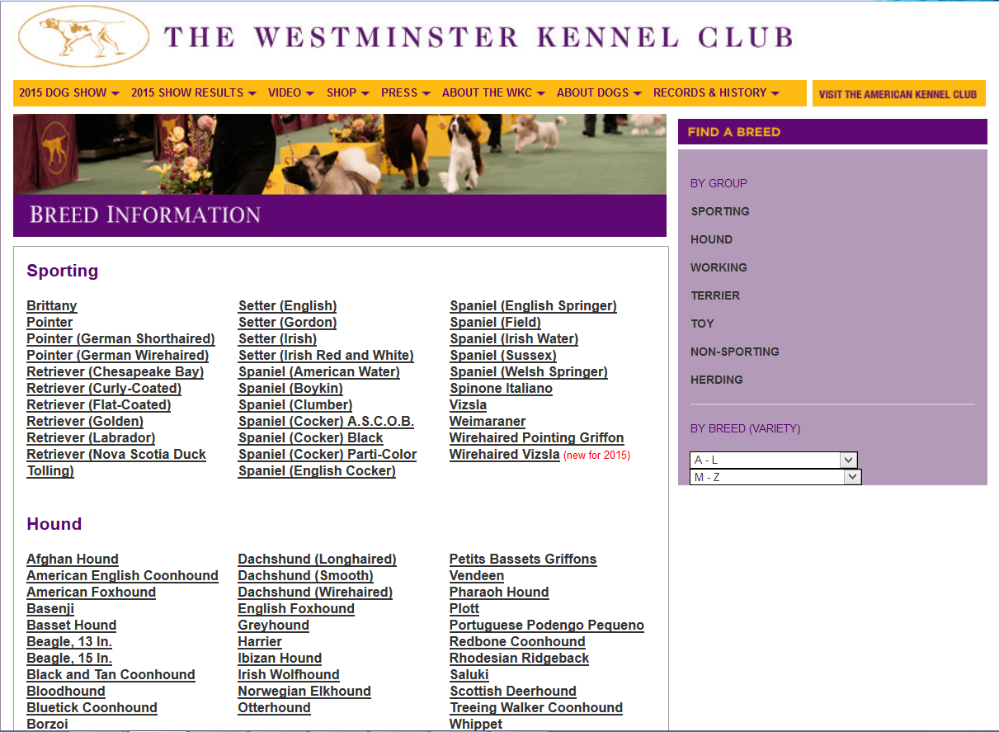 THE WESTMINSTER KENNEL CLUB
2015 DOG SHOW 2015 SHOW RESULTS VIDEO SHOP PRESS ABOUT THE WKC ABOUT DOGS RECORDS & HISTORY VISIT THE AMERICAN KENNEL CLUB
BREED INFORMATION
Sporting
Brittany
Pointer
Pointer (German Shorthaired)
Pointer (German Wirehaired)
Retriever (Chesapeake Bay)
Retriever (Curly-Coated)
Retriever (Flat-Coated)
Retriever (Golden)
Retriever (Labrador)
Retriever (Nova Scotia Duck
Tolling)
Setter (English)
Setter (Gordon)
Setter (Irish)
Setter (Irish Red and White)
Spaniel (American Water)
Spaniel (Boykin)
Spaniel (Clumber)
Spaniel (Cocker) A.S.C.O.B.
Spaniel (Cocker) Black
Spaniel (Cocker) Parti-Color
Spaniel (English Cocker)
Spaniel (English Springer)
Spaniel (Field)
Spaniel (Irish Water)
Spaniel (Sussex)
Spaniel (Welsh Springer)
Spinone Italiano
Vizsla
Weimaraner
Wirehaired Pointing Griffon
Wirehaired Vizsla (new for 2015)
Hound
Afghan Hound
American English Coonhound
American Foxhound
Basenji
Basset Hound
Beagle, 13 In.
Beagle, 15 In.
Black and Tan Coonhound
Bloodhound
Bluetick Coonhound
Borzoi
Dachshund (Longhaired)
Dachshund (Smooth)
Dachshund (Wirehaired)
English Foxhound
Greyhound
Harrier
Ibizan Hound
Irish Wolfhound
Norwegian Elkhound
Otterhound
Petits Bassets Griffons
Vendeen
Pharaoh Hound
Plott
Portuguese Podengo Pequeno
Redbone Coonhound
Rhodesian Ridgeback
Saluki
Scottish Deerhound
Treeing Walker Coonhound
Whippet
FIND A BREED
BY GROUP
SPORTING
HOUND
WORKING
TERRIER
TOY
NON-SPORTING
HERDING
BY BREED (VARIETY)
A - L
M - Z